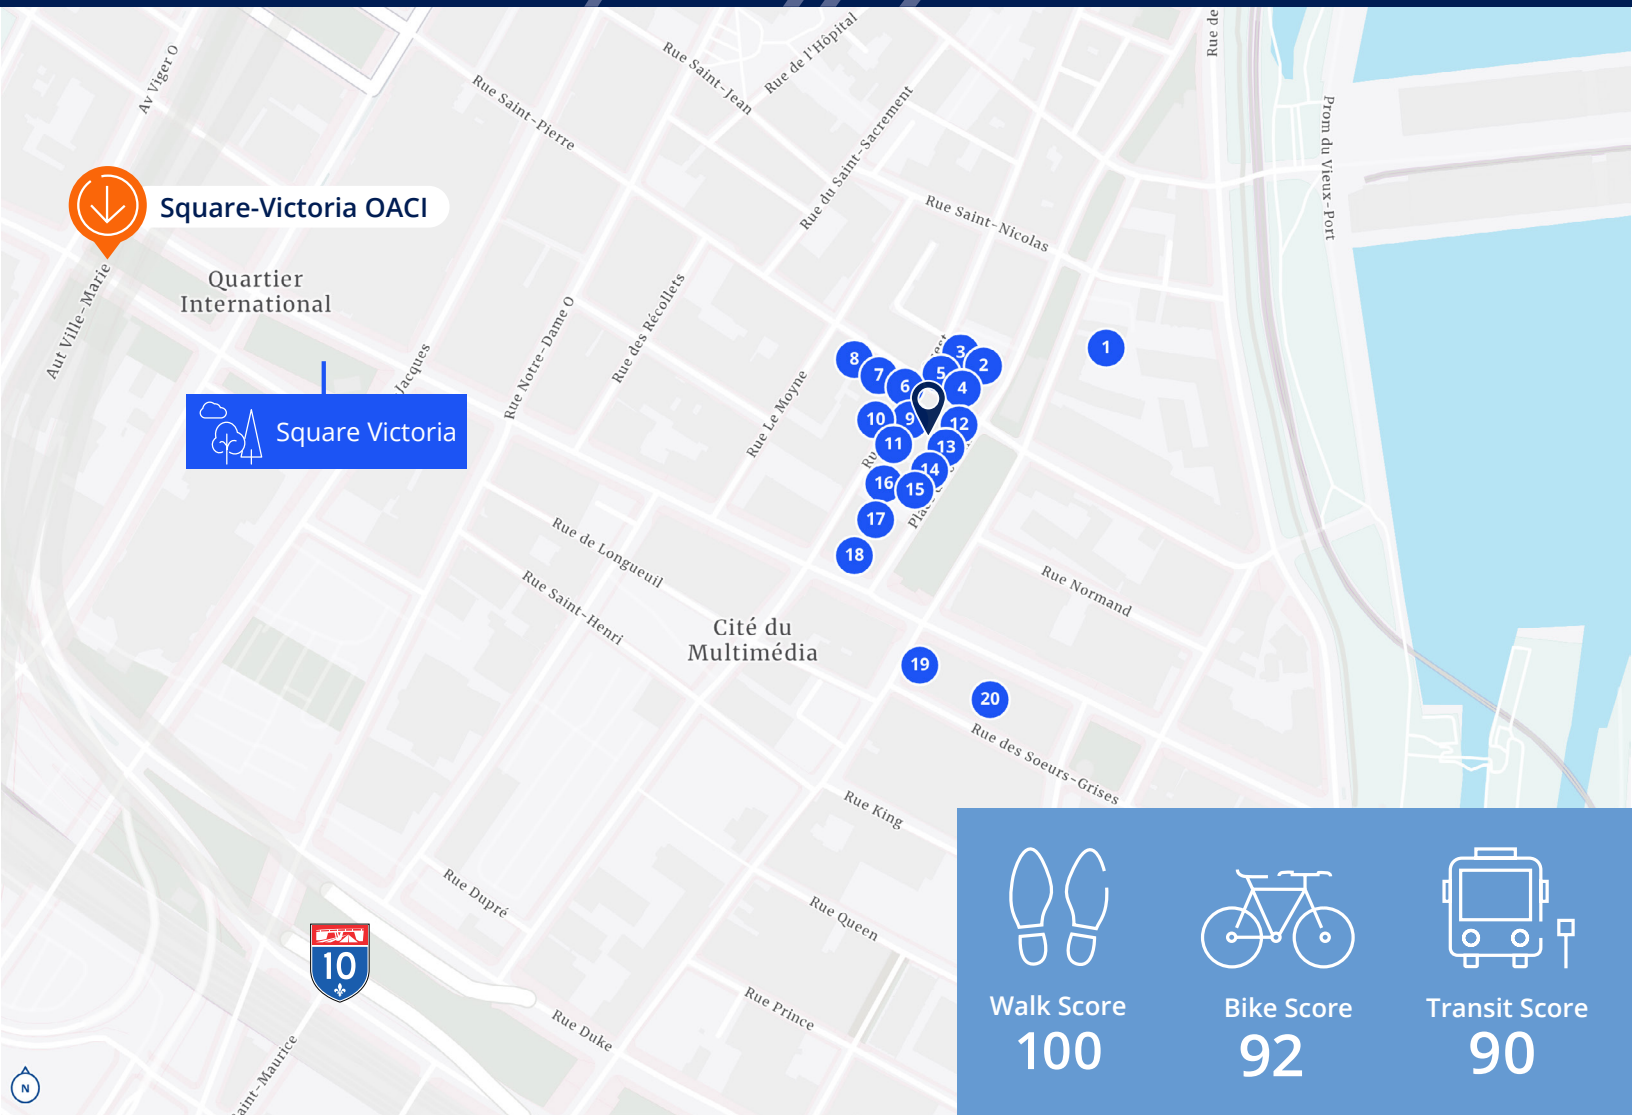 Rue de
Rue de l'Hôpital
Rue Saint-Jean
Av Viger O
Rue Saint-Pierre
Rue du Saint-Sacrement
Prom du Vieux-Port
Square-Victoria OACI
Rue Saint-Nicolas
Quartier
International
Aut Ville-Marie
Rue des Récollets
Rue Notre-Dame O
Jacques
Rue Le Moyne
1
8
3
2
7
5
6
4
10
9
12
11
13
14
16
15
17
18
Square Victoria
Rue de Longueuil
Rue Saint-Henri
Rue Normand
Cité du
Multimédia
19
20
Rue des Soeurs-Grises
Rue King
Rue Dupré
Rue Queen
10
Rue Prince
Rue Duke
aint-Maurice
N
Walk Score
100
Bike Score
92
Transit Score
90